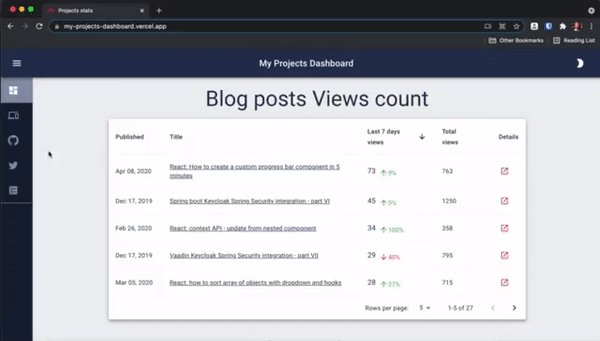 Projects stats
my-projects-dashboard.vercel.app
Other Bookmarks
Reading List
My Projects Dashboard
Blog posts Views count
Published Title Last 7 days views Total views Details
Apr 08, 2020 React: How to create a custom progress bar component in 5 minutes 73 9% 763
Dec 17, 2019 Spring boot Keycloak Spring Security integration - part VI 45 5% 1250
Feb 26, 2020 React: context API - update from nested component 34 100% 358
Dec 17, 2019 Vaadin Keycloak Spring Security integration - part VII 29 40% 795
Mar 05, 2020 React: how to sort array of objects with dropdown and hooks 28 27% 715
Rows per page: 5 1-5 of 27